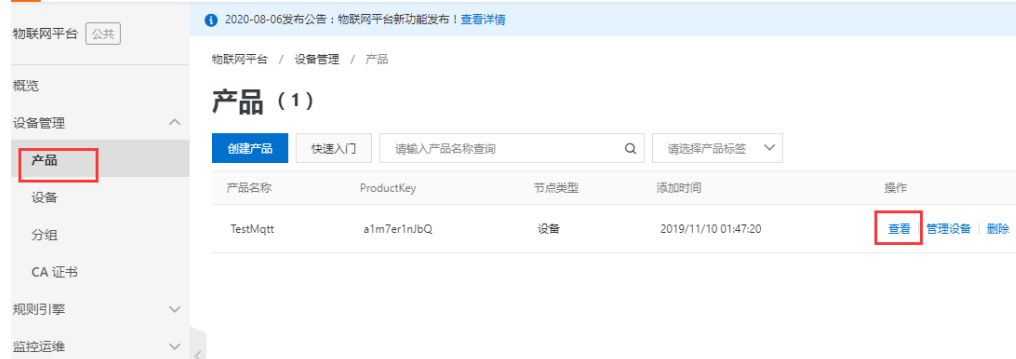 物联网平台 公共
2020-08-06发布公告：物联网平台新功能发布！查看详情
物联网平台 / 设备管理 / 产品
概览
设备管理
产品
设备
分组
CA 证书
规则引擎
监控运维
产品（1）
创建产品 快速入门 请输入产品名称查询 请选择产品标签
产品名称 ProductKey 节点类型 添加时间 操作
TestMqtt a1m7er1nJbQ 设备 2019/11/10 01:47:20 查看 管理设备 删除